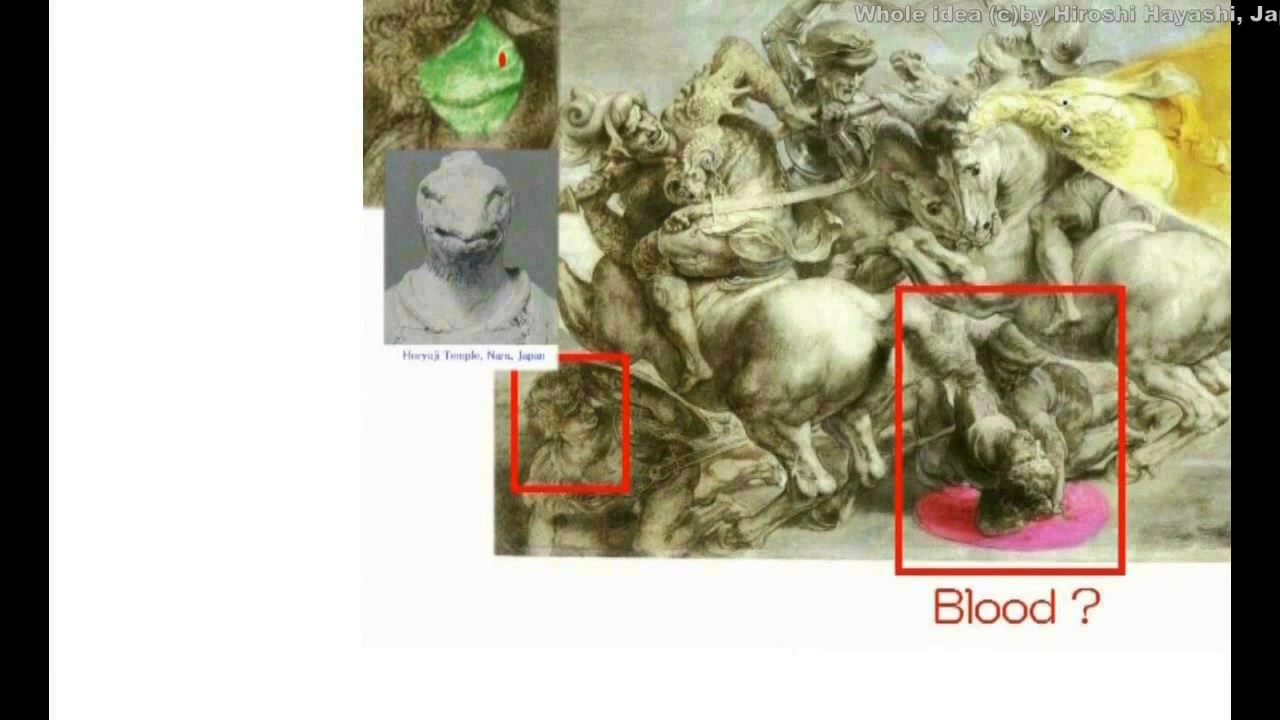 Whole idea (c)by Hiroshi Hayashi, Ja
Horyuji Temple, Nara, Japan
Blood ?